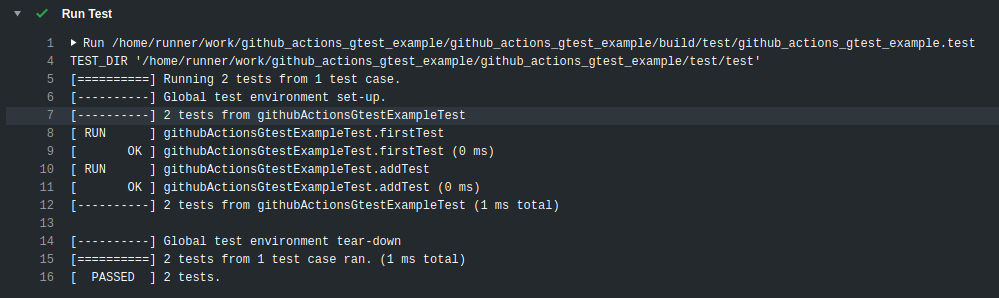 Run Test
1 Run /home/runner/work/github_actions_gtest_example/github_actions_gtest_example/build/test/github_actions_gtest_example.test
4 TEST_DIR '/home/runner/work/github_actions_gtest_example/github_actions_gtest_example/test/test'
5 [==========] Running 2 tests from 1 test case.
6 [----------] Global test environment set-up.
7 [----------] 2 tests from githubActionsGtestExampleTest
8 [ RUN      ] githubActionsGtestExampleTest.firstTest
9 [       OK ] githubActionsGtestExampleTest.firstTest (0 ms)
10 [ RUN      ] githubActionsGtestExampleTest.addTest
11 [       OK ] githubActionsGtestExampleTest.addTest (0 ms)
12 [----------] 2 tests from githubActionsGtestExampleTest (1 ms total)
13
14 [----------] Global test environment tear-down
15 [==========] 2 tests from 1 test case ran. (1 ms total)
16 [  PASSED  ] 2 tests.